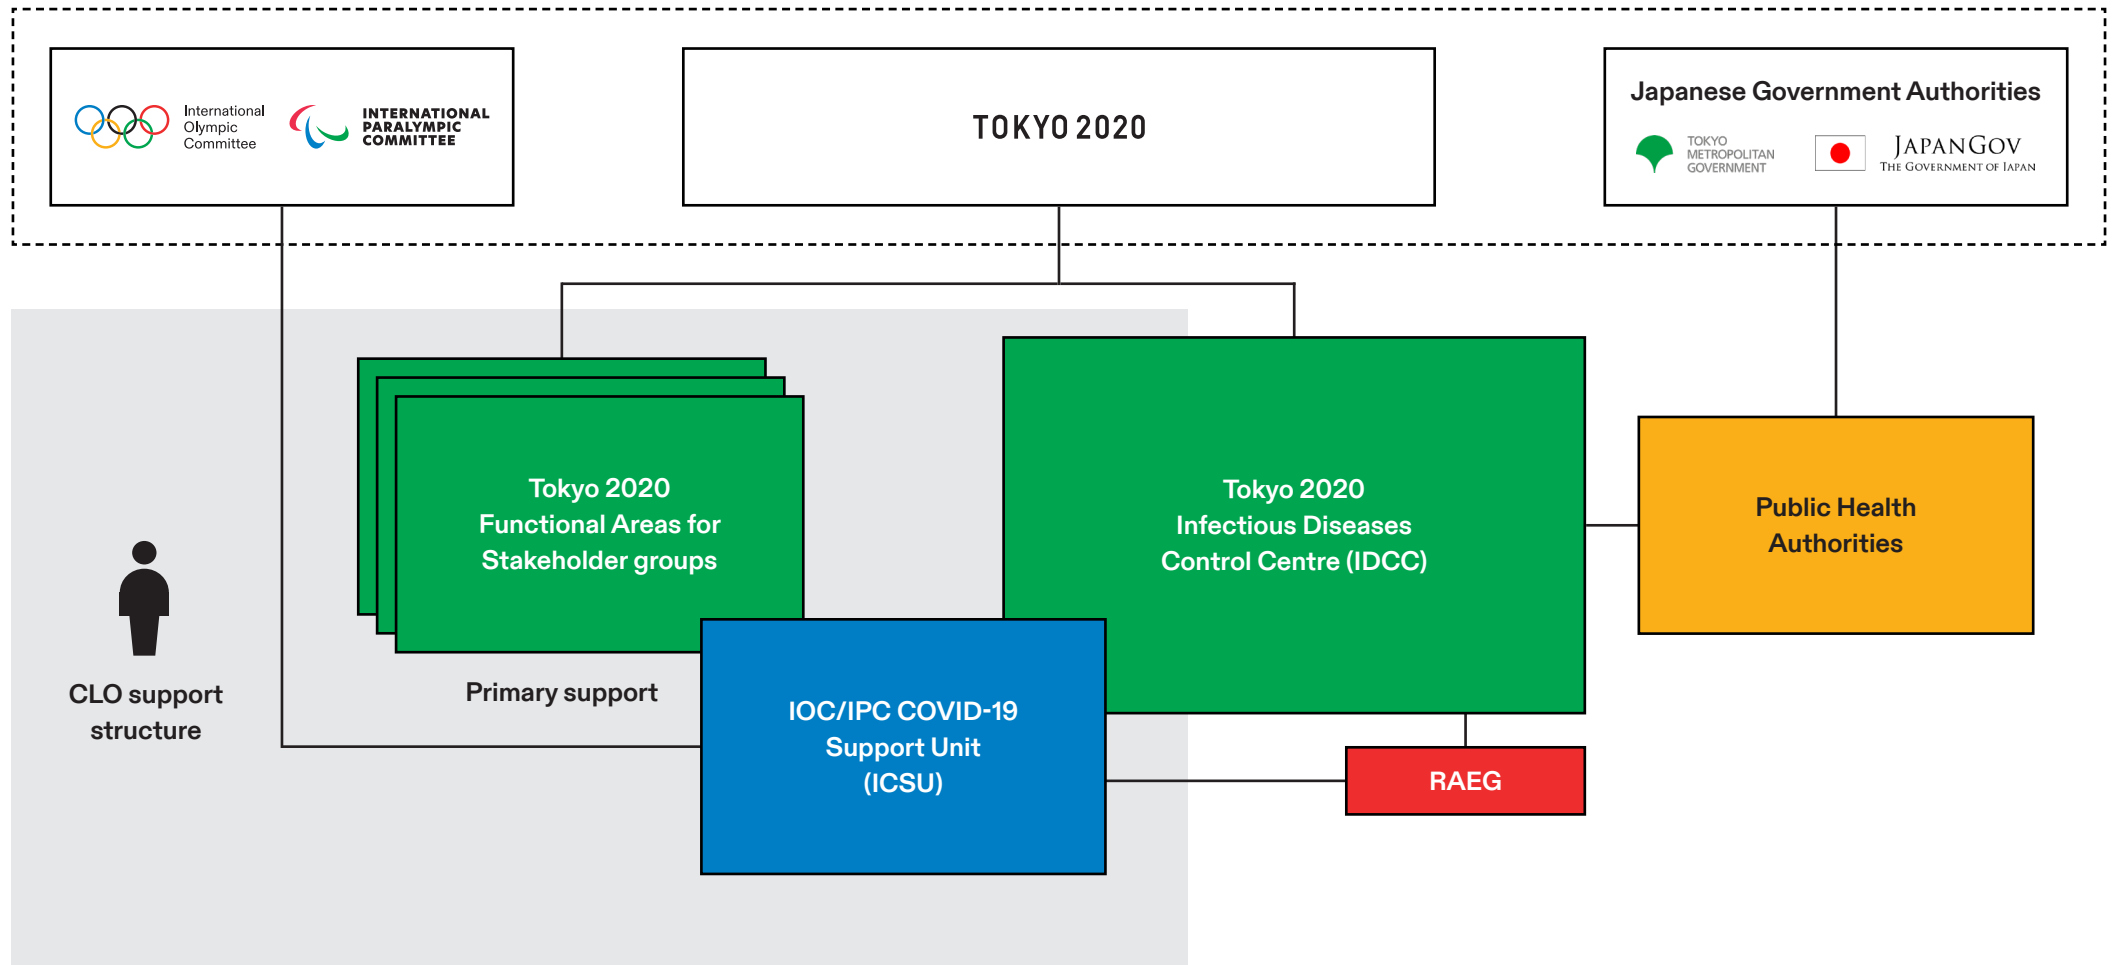 International
Olympic
Committee
INTERNATIONAL
PARALYMPIC
COMMITTEE
TOKYO 2020
Japanese Government Authorities
TOKYO
METROPOLITAN
GOVERNMENT
JAPANGOV
THE GOVERNMENT OF JAPAN
Tokyo 2020
Functional Areas for
Stakeholder groups
Tokyo 2020
Infectious Diseases
Control Centre (IDCC)
Public Health
Authorities
CLO support
structure
Primary support
IOC/IPC COVID-19
Support Unit
(ICSU)
RAEG